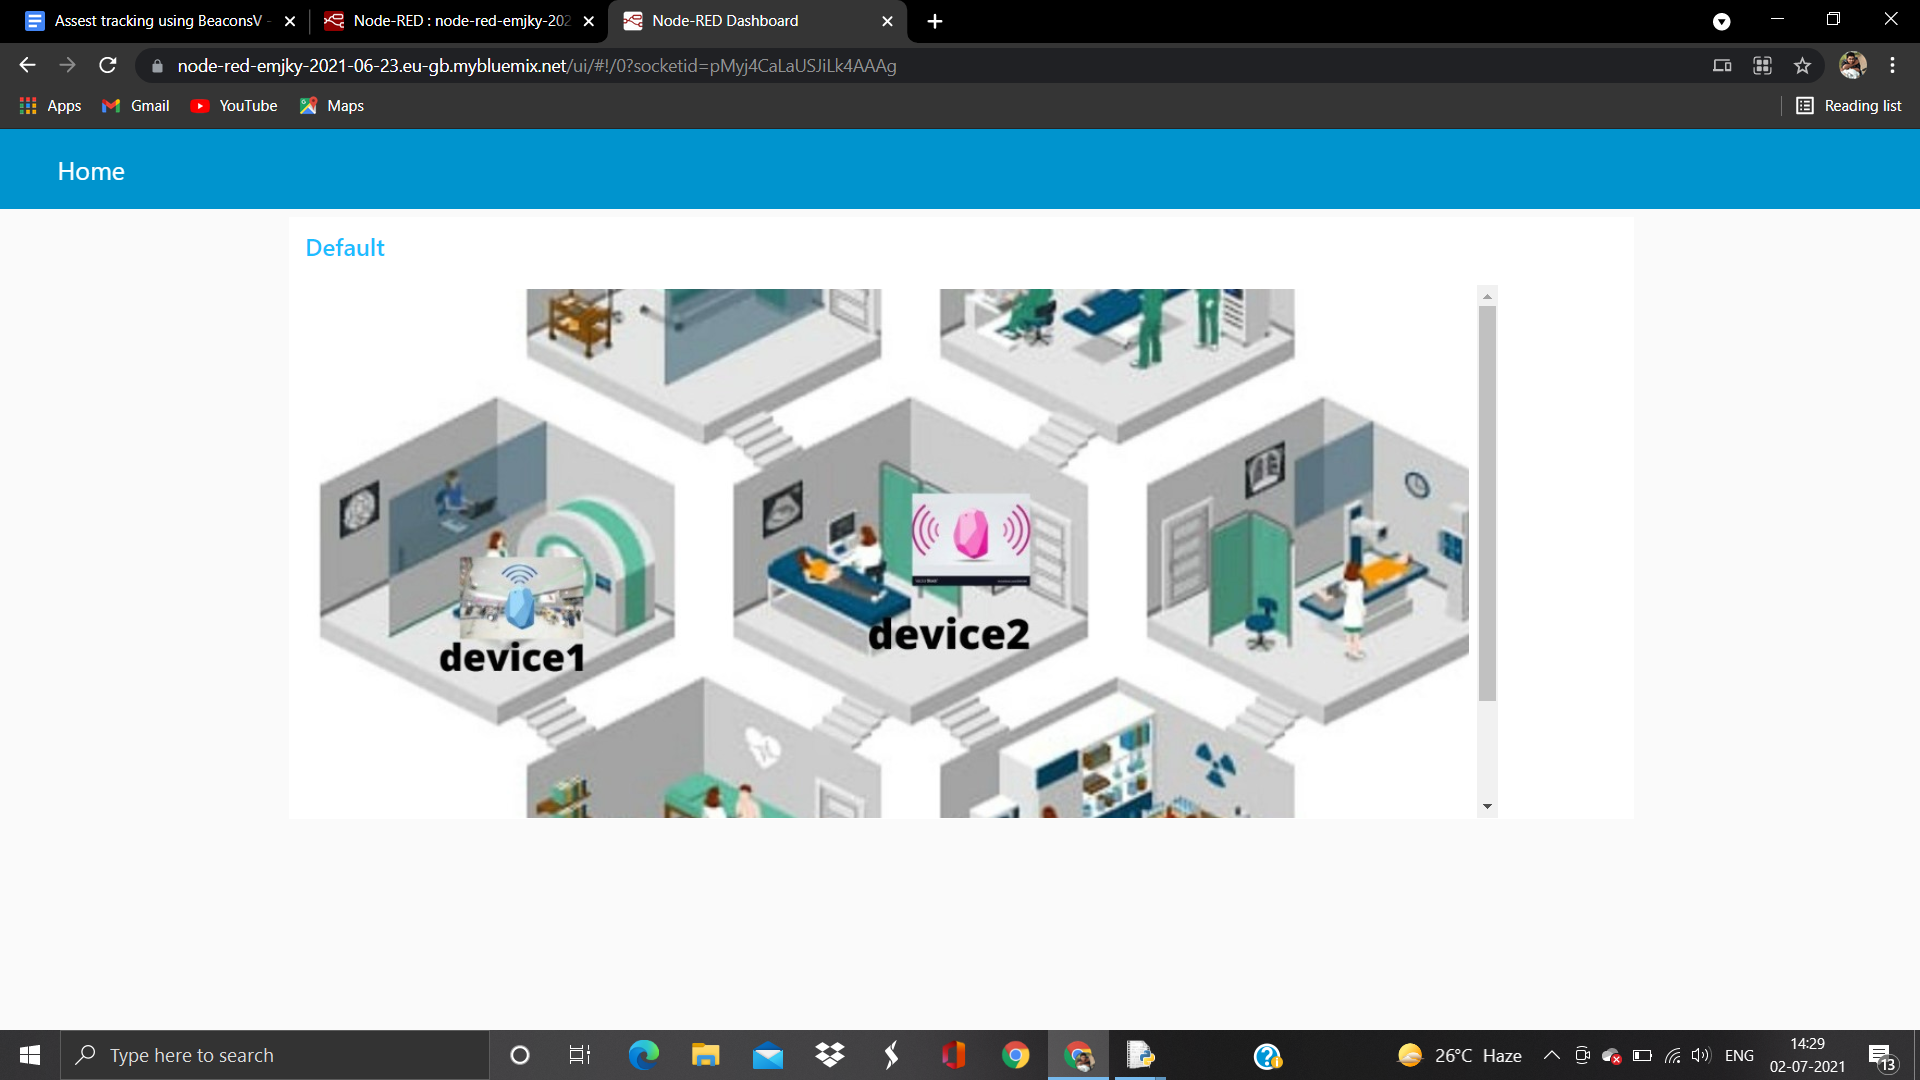 Assest tracking using BeaconsV -
Node-RED : node-red-emjky-202
Node-RED Dashboard
node-red-emjky-2021-06-23.eu-gb.mybluemix.net/ui/#!/0?socketid=pMyj4CaLaUSJiLk4AAAg
Apps
Gmail
YouTube
Maps
Reading list
Home
Default
device1
device2
Type here to search
26°C Haze
ENG
14:29
02-07-2021
13